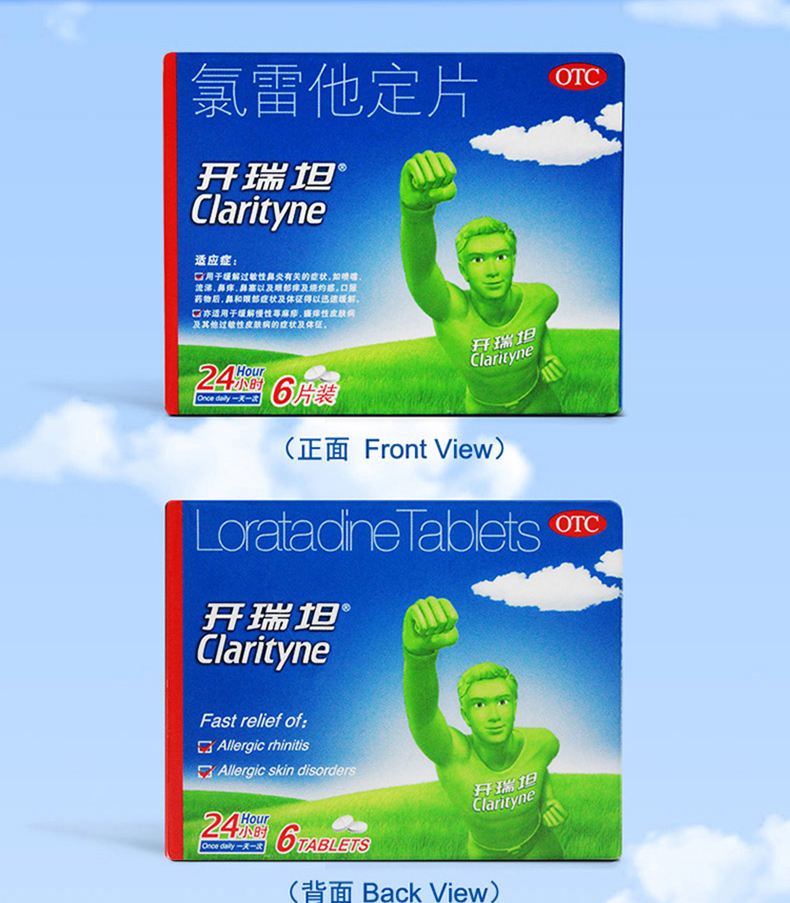 氯雷他定片
OTC
开瑞坦®
Clarityne
适应症：
用于缓解过敏性鼻炎有关的症状，如喷嚏、
流涕、鼻痒、鼻塞以及眼部痒及烧灼感。口服
药物后，鼻和眼部症状及体征得以迅速缓解。
亦适用于缓解慢性荨麻疹、瘙痒性皮肤病
及其他过敏性皮肤病的症状及体征。
开瑞坦
Clarityne
24 Hour 小时
Once daily 一天一次
6片装
（正面 Front View）
Loratadine Tablets
OTC
开瑞坦®
Clarityne
Fast relief of:
Allergic rhinitis
Allergic skin disorders
开瑞坦
Clarityne
24 Hour 小时
Once daily 一天一次
6 TABLETS
（背面 Back View）